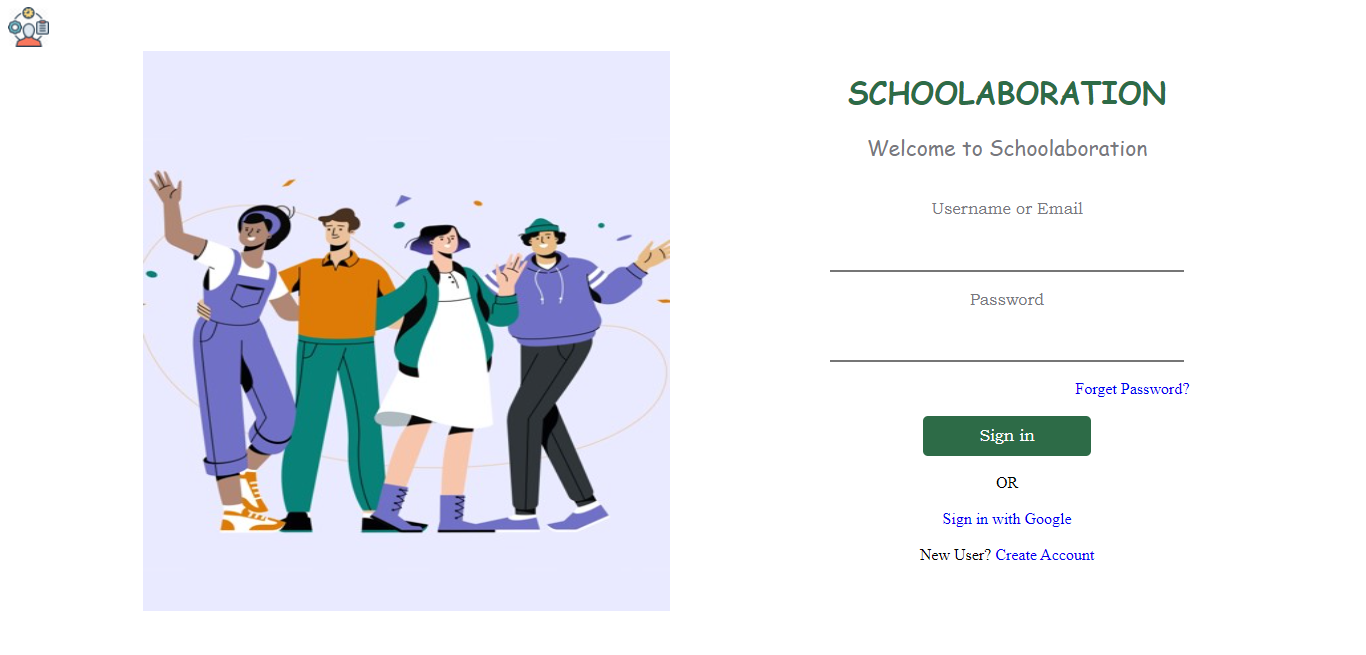 SCHOOLABORATION
Welcome to Schoolaboration
Username or Email
Password
Forget Password?
Sign in
OR
Sign in with Google
New User? Create Account